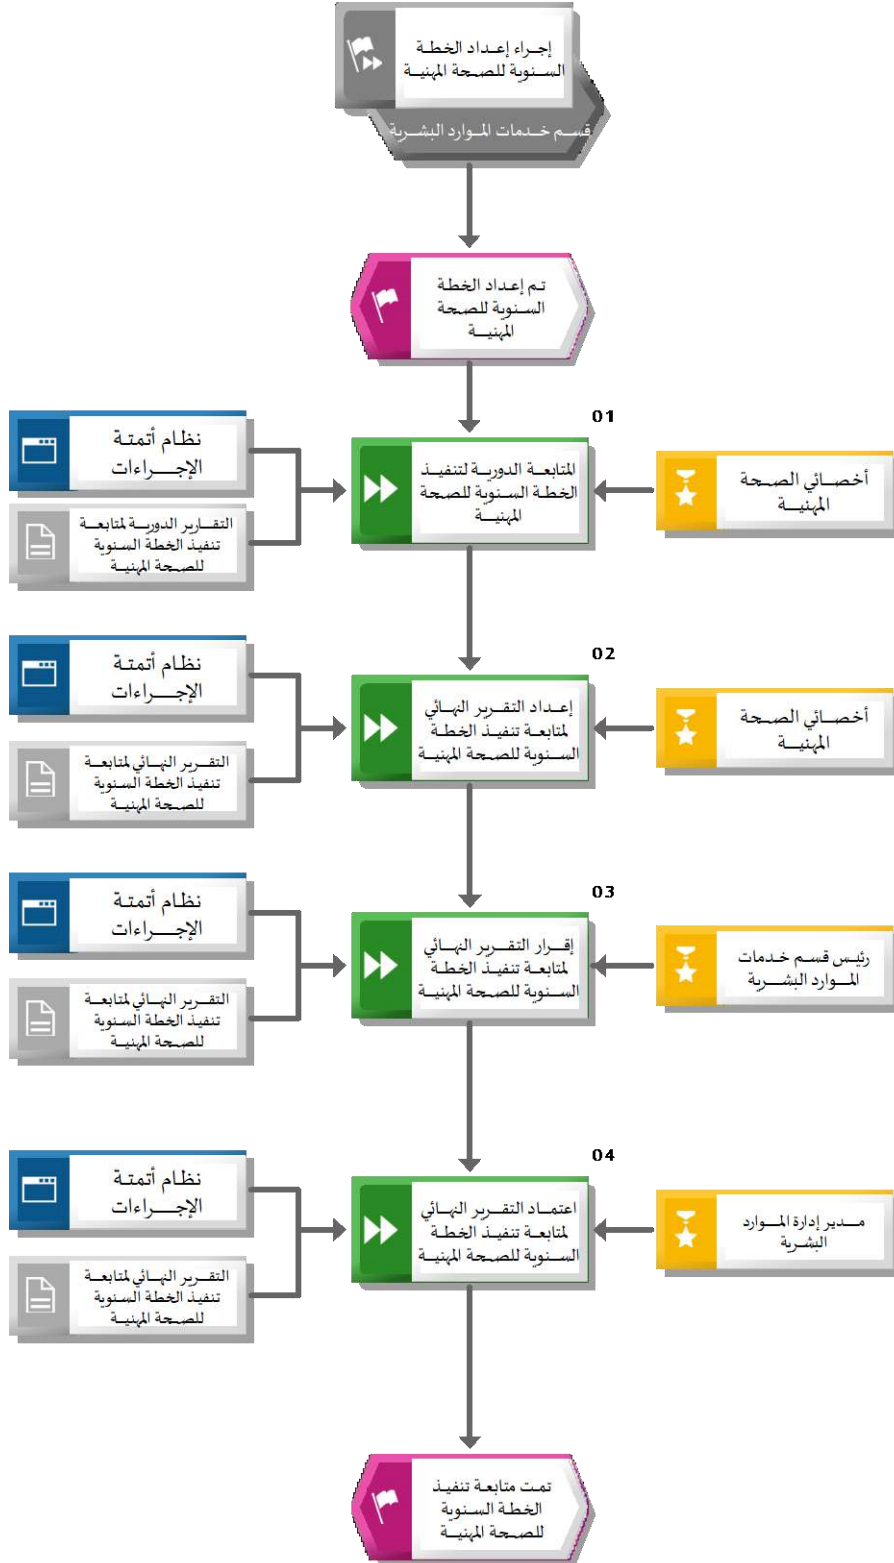 إجراء إعداد الخطة
السنوية للصحة المهنية
قسم خدمات الموارد البشرية
تم إعداد الخطة
السنوية للصحة
المهنية
01
المتابعة الدورية لتنفيذ
الخطة السنوية للصحة
المهنية
أخصائي الصحة
المهنية
نظام أتمتة
الإجراءات
التقارير الدورية لمتابعة
تنفيذ الخطة السنوية
للصحة المهنية
02
إعداد التقرير النهائي
لمتابعة تنفيذ الخطة
السنوية للصحة المهنية
أخصائي الصحة
المهنية
نظام أتمتة
الإجراءات
التقرير النهائي لمتابعة
تنفيذ الخطة السنوية
للصحة المهنية
03
إقرار التقرير النهائي
لمتابعة تنفيذ الخطة
السنوية للصحة المهنية
رئيس قسم خدمات
الموارد البشرية
نظام أتمتة
الإجراءات
التقرير النهائي لمتابعة
تنفيذ الخطة السنوية
للصحة المهنية
04
اعتماد التقرير النهائي
لمتابعة تنفيذ الخطة
السنوية للصحة المهنية
مدير إدارة الموارد
البشرية
نظام أتمتة
الإجراءات
التقرير النهائي لمتابعة
تنفيذ الخطة السنوية
للصحة المهنية
تمت متابعة تنفيذ
الخطة السنوية
للصحة المهنية